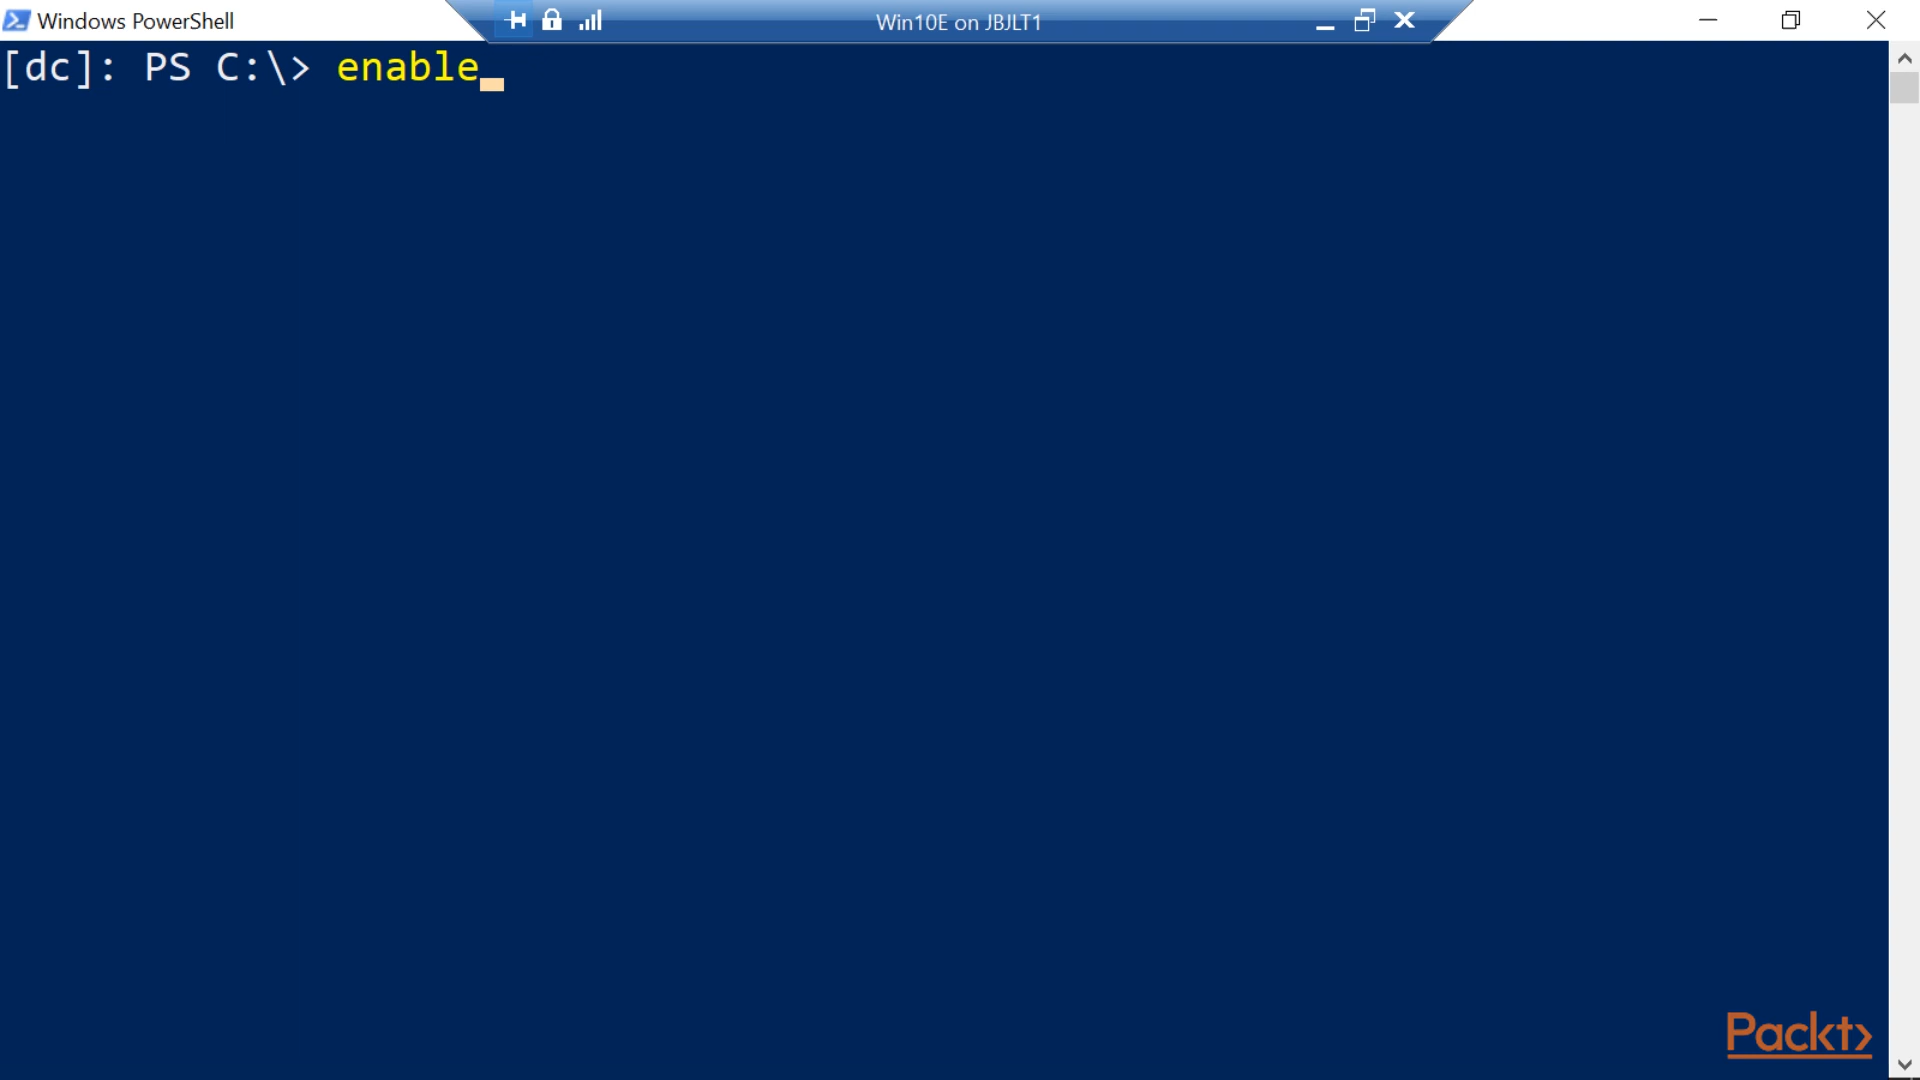 Windows PowerShell
Win10E on JBJLT1
[dc]: PS C:\> enable
Packt>